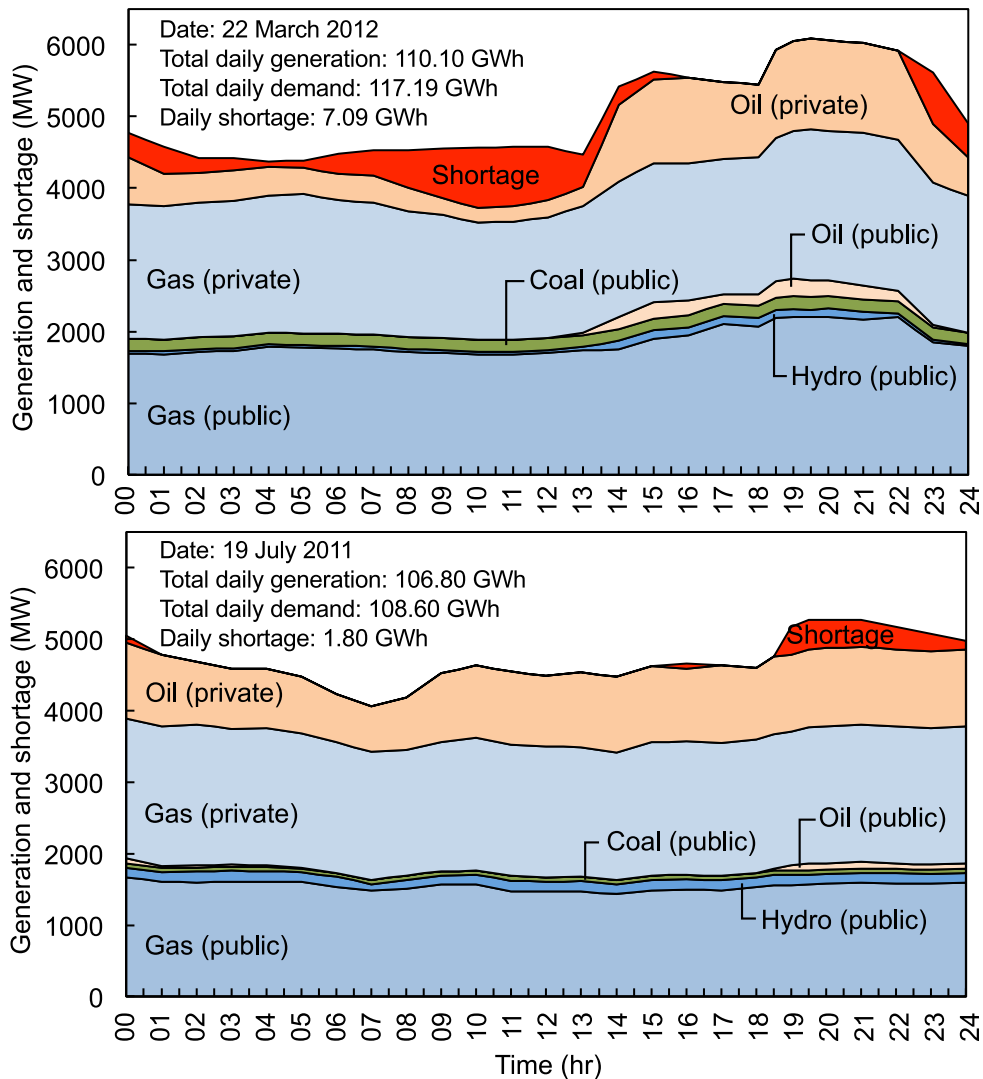 Generation and shortage (MW)
6000
5000
4000
3000
2000
1000
0
Date: 22 March 2012
Total daily generation: 110.10 GWh
Total daily demand: 117.19 GWh
Daily shortage: 7.09 GWh
Oil (private)
Shortage
Oil (public)
Gas (private)
Coal (public)
Hydro (public)
Gas (public)
00 01 02 03 04 05 06 07 08 09 10 11 12 13 14 15 16 17 18 19 20 21 22 23 24
Generation and shortage (MW)
6000
5000
4000
3000
2000
1000
0
Date: 19 July 2011
Total daily generation: 106.80 GWh
Total daily demand: 108.60 GWh
Daily shortage: 1.80 GWh
Shortage
Oil (private)
Gas (private)
Oil (public)
Coal (public)
Hydro (public)
Gas (public)
00 01 02 03 04 05 06 07 08 09 10 11 12 13 14 15 16 17 18 19 20 21 22 23 24
Time (hr)